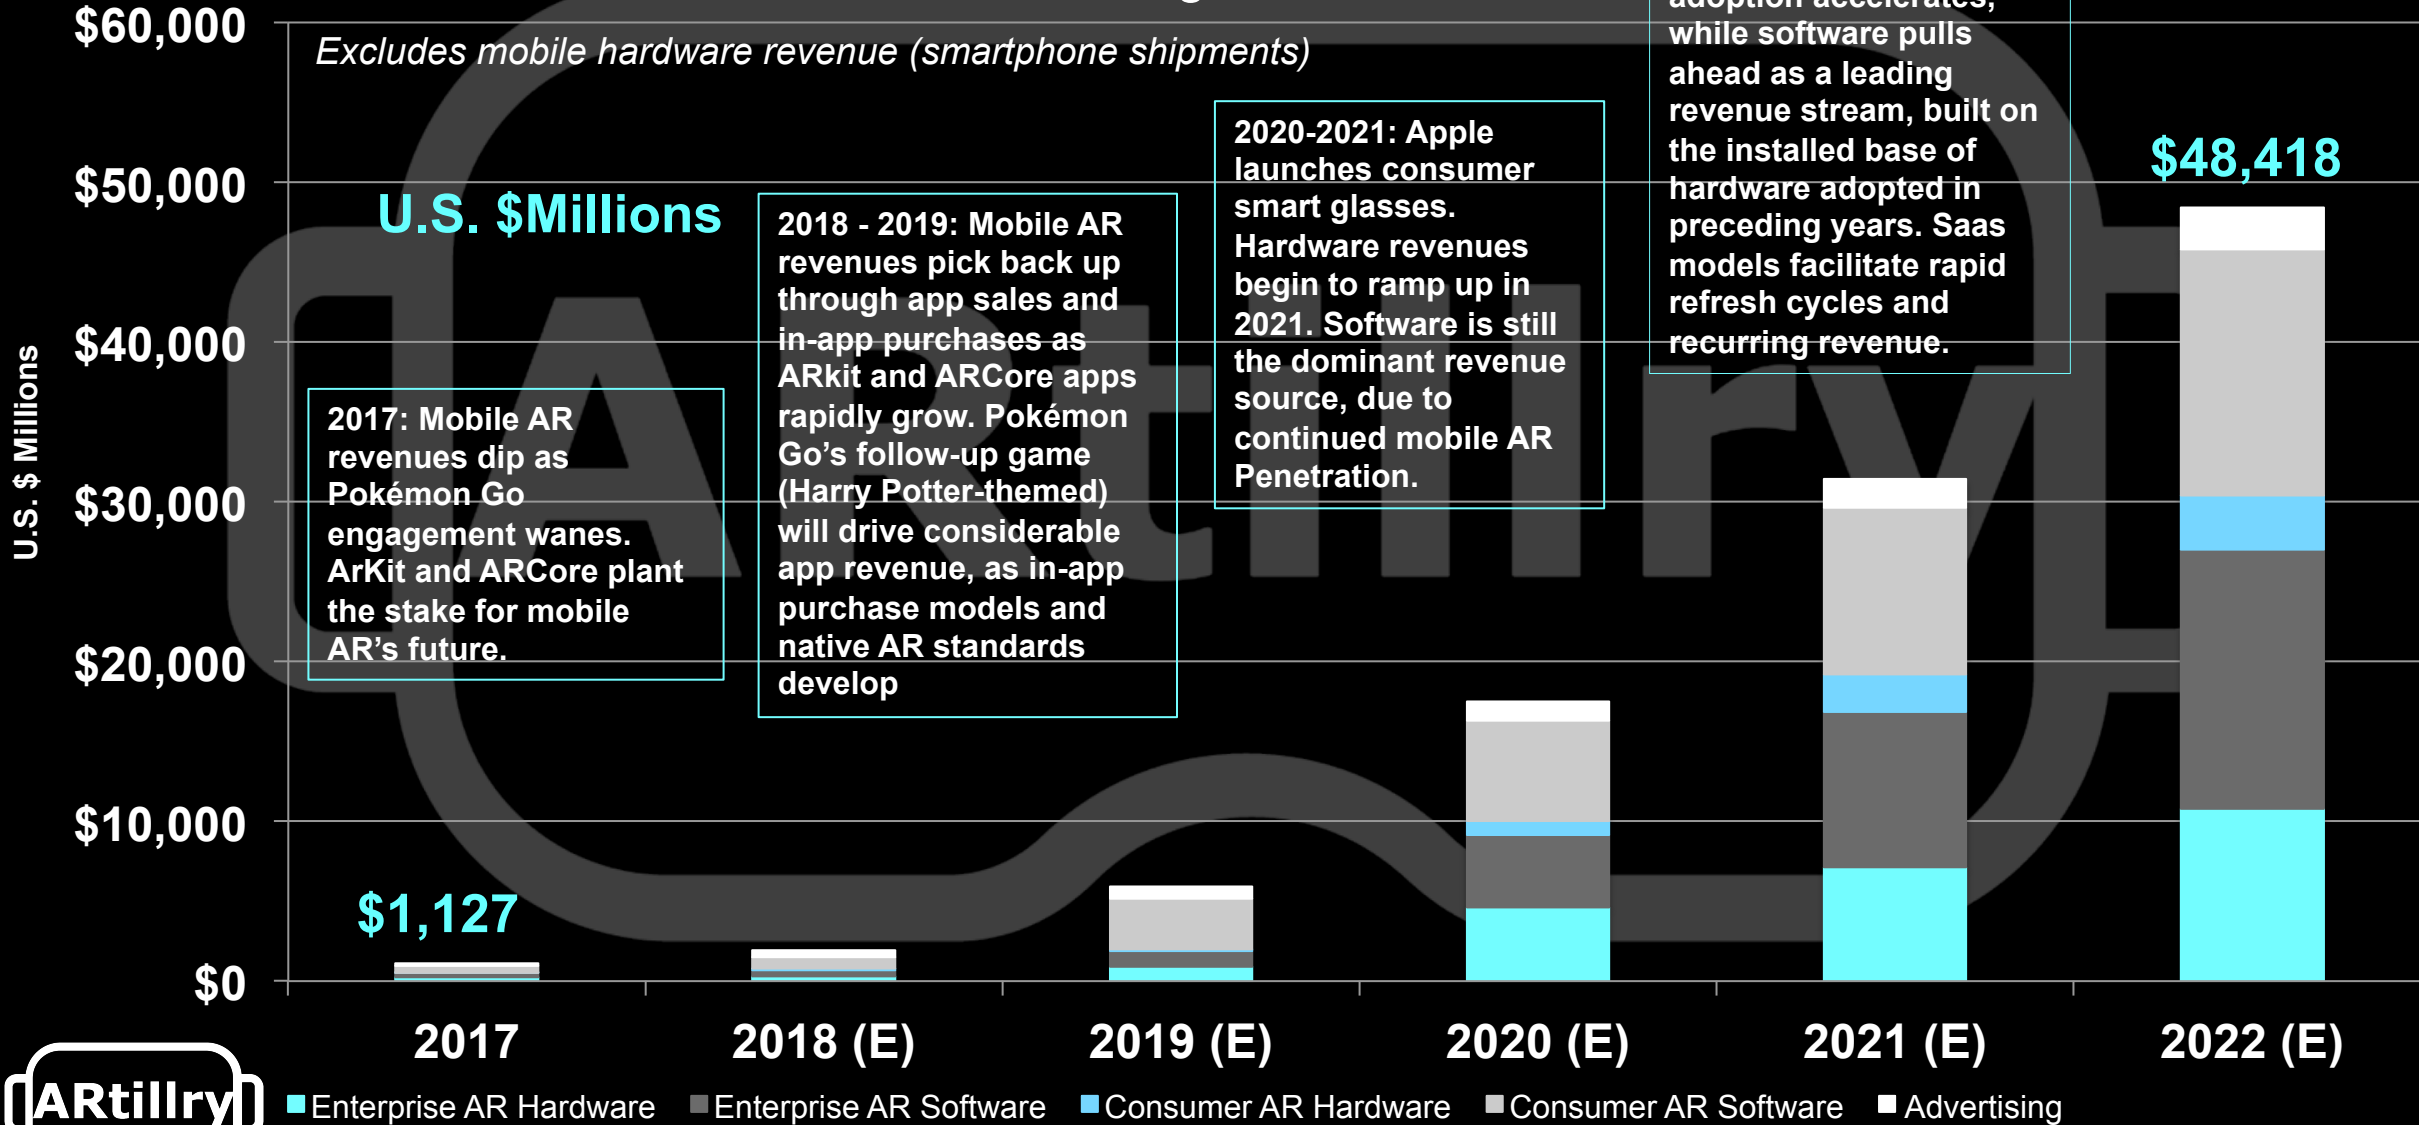 adoption accelerates,
while software pulls
ahead as a leading
revenue stream, built on
the installed base of
hardware adopted in
preceding years. Saas
models facilitate rapid
refresh cycles and
recurring revenue.
$60,000
$50,000
$40,000
$30,000
$20,000
$10,000
$0
U.S. $ Millions
Excludes mobile hardware revenue (smartphone shipments)
U.S. $Millions
2017: Mobile AR
revenues dip as
Pokémon Go
engagement wanes.
ArKit and ARCore plant
the stake for mobile
AR’s future.
2018 - 2019: Mobile AR
revenues pick back up
through app sales and
in-app purchases as
ARkit and ARCore apps
rapidly grow. Pokémon
Go’s follow-up game
(Harry Potter-themed)
will drive considerable
app revenue, as in-app
purchase models and
native AR standards
develop
2020-2021: Apple
launches consumer
smart glasses.
Hardware revenues
begin to ramp up in
2021. Software is still
the dominant revenue
source, due to
continued mobile AR
Penetration.
$48,418
$1,127
ARtillry
2017
2018 (E)
2019 (E)
2020 (E)
2021 (E)
2022 (E)
ARtillry
Enterprise AR Hardware
Enterprise AR Software
Consumer AR Hardware
Consumer AR Software
Advertising